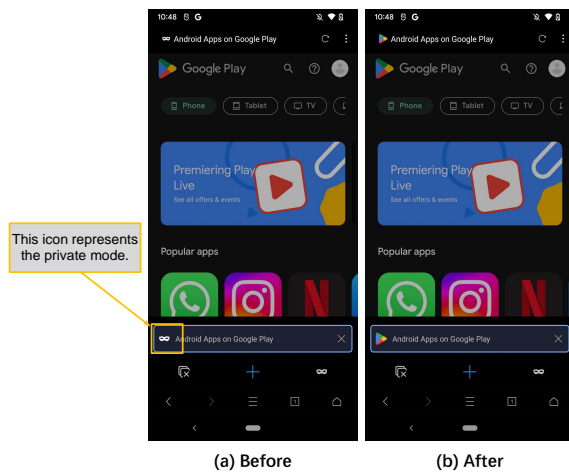 10:48 G
Android Apps on Google Play
Google Play
Phone
Tablet
TV
Premiering Play
Live
See all offers & events
Popular apps
Android Apps on Google Play
1
This icon represents
the private mode.
(a) Before
10:48 G
Android Apps on Google Play
Google Play
Phone
Tablet
TV
Premiering Play
Live
See all offers & events
Popular apps
Android Apps on Google Play
1
(b) After